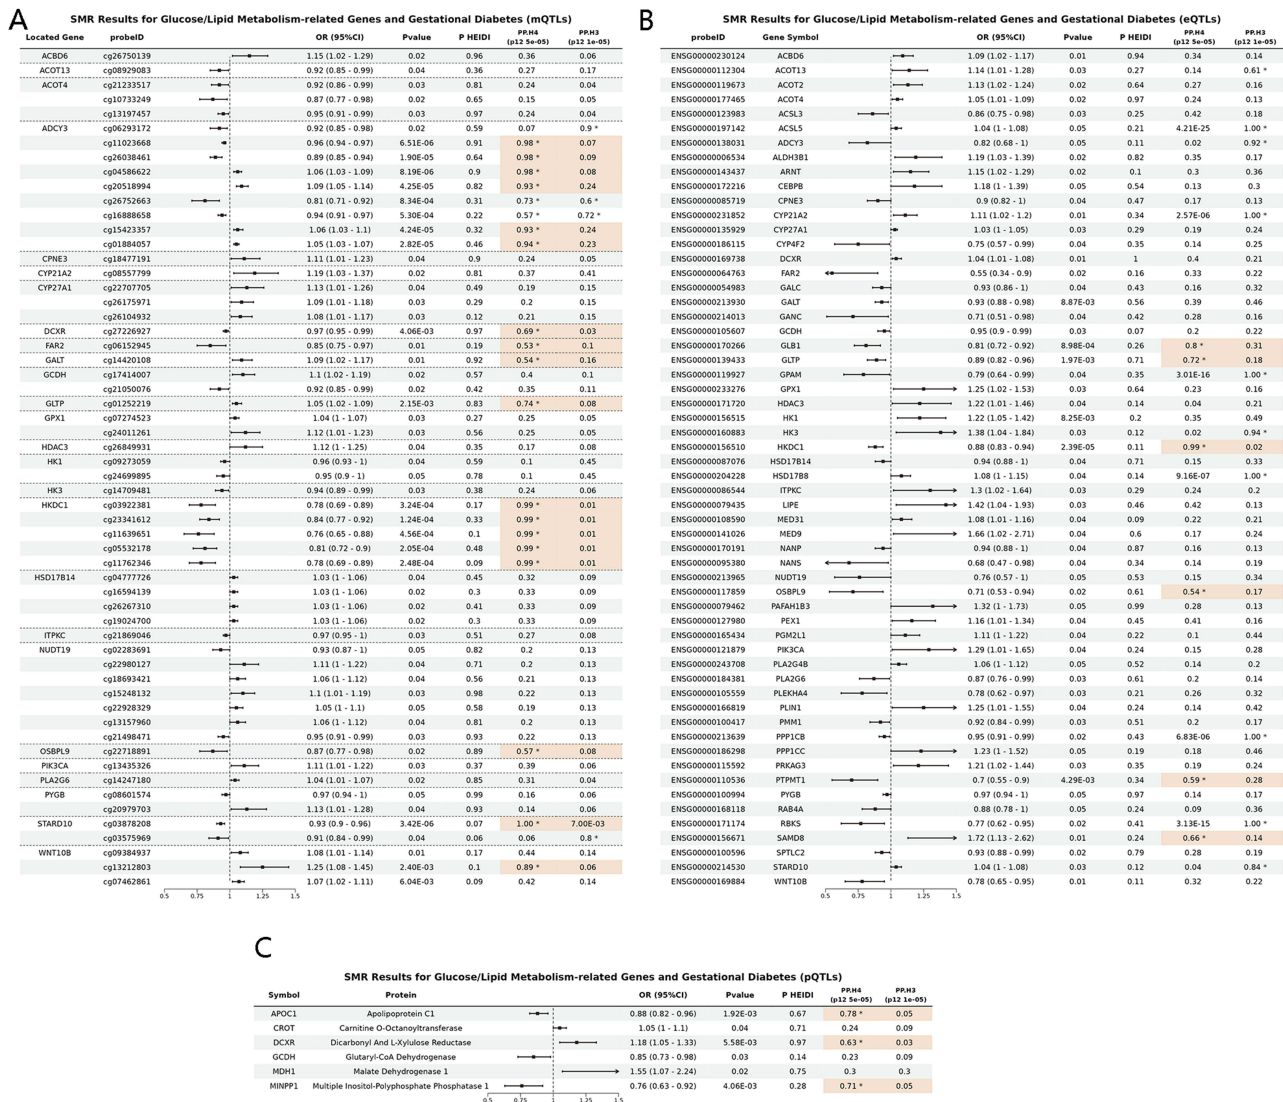 A
SMR Results for Glucose/Lipid Metabolism-related Genes and Gestational Diabetes (mQTLs)
Located Gene probeID OR (95%CI) Pvalue P HEIDI PP.H4 (p12 5e-05) PP.H3 (p12 1e-05)
ACBD6 cg26750139 1.15 (1.02 - 1.29) 0.02 0.96 0.36 0.06
ACOT13 cg08929083 0.92 (0.85 - 0.99) 0.04 0.36 0.27 0.17
ACOT4 cg21233517 0.92 (0.86 - 0.99) 0.03 0.81 0.24 0.04
cg10733249 0.87 (0.77 - 0.98) 0.02 0.65 0.15 0.05
cg13197457 0.95 (0.91 - 0.99) 0.03 0.97 0.24 0.04
ADCY3 cg06293172 0.92 (0.85 - 0.98) 0.02 0.59 0.07 0.9 *
cg11023668 0.96 (0.94 - 0.97) 6.51E-06 0.91 0.98 * 0.07
cg26038461 0.89 (0.85 - 0.94) 1.90E-05 0.64 0.98 * 0.09
cg04586622 1.06 (1.03 - 1.09) 8.19E-06 0.9 0.98 * 0.08
cg20518994 1.09 (1.05 - 1.14) 4.25E-05 0.82 0.93 * 0.24
cg26752663 0.81 (0.71 - 0.92) 8.34E-04 0.31 0.73 * 0.6 *
cg16888658 0.94 (0.91 - 0.97) 5.30E-04 0.22 0.57 * 0.72 *
cg15423357 1.06 (1.03 - 1.1) 4.24E-05 0.32 0.93 * 0.24
cg01884057 1.05 (1.03 - 1.07) 2.82E-05 0.46 0.94 * 0.23
CPNE3 cg18477191 1.11 (1.01 - 1.23) 0.04 0.9 0.24 0.05
CYP21A2 cg08557799 1.19 (1.03 - 1.37) 0.02 0.81 0.37 0.41
CYP27A1 cg22707705 1.13 (1.01 - 1.26) 0.04 0.49 0.19 0.15
cg26175971 1.09 (1.01 - 1.18) 0.03 0.29 0.2 0.15
cg26104932 1.08 (1.01 - 1.17) 0.03 0.12 0.21 0.15
DCXR cg27226927 0.97 (0.95 - 0.99) 4.06E-03 0.97 0.69 * 0.03
FAR2 cg06152945 0.85 (0.75 - 0.97) 0.01 0.19 0.53 * 0.1
GALT cg14420108 1.09 (1.02 - 1.17) 0.01 0.92 0.54 * 0.16
GCDH cg17414007 1.1 (1.02 - 1.19) 0.02 0.57 0.4 0.1
cg21050076 0.92 (0.85 - 0.99) 0.02 0.42 0.35 0.11
GLTP cg01252219 1.05 (1.02 - 1.09) 2.15E-03 0.83 0.74 * 0.08
GPX1 cg07274523 1.04 (1 - 1.07) 0.03 0.27 0.25 0.05
cg24011261 1.12 (1.01 - 1.23) 0.03 0.56 0.25 0.05
HDAC3 cg26849931 1.12 (1 - 1.25) 0.04 0.35 0.17 0.08
HK1 cg09273059 0.96 (0.93 - 1) 0.04 0.59 0.1 0.45
cg24699895 0.95 (0.9 - 1) 0.05 0.78 0.1 0.45
HK3 cg14709481 0.94 (0.89 - 0.99) 0.03 0.38 0.24 0.06
HKDC1 cg03922381 0.78 (0.69 - 0.89) 3.24E-04 0.17 0.99 * 0.01
cg23341612 0.84 (0.77 - 0.92) 1.24E-04 0.33 0.99 * 0.01
cg11639651 0.76 (0.65 - 0.88) 4.56E-04 0.1 0.99 * 0.01
cg05532178 0.81 (0.72 - 0.9) 2.05E-04 0.48 0.99 * 0.01
cg11762346 0.78 (0.69 - 0.89) 2.48E-04 0.09 0.99 * 0.01
HSD17B14 cg04777726 1.03 (1 - 1.06) 0.04 0.45 0.32 0.09
cg16594139 1.03 (1 - 1.06) 0.02 0.3 0.33 0.09
cg26267310 1.03 (1 - 1.06) 0.02 0.41 0.33 0.09
cg19024700 1.03 (1 - 1.06) 0.02 0.3 0.33 0.09
ITPKC cg21869046 0.97 (0.95 - 1) 0.03 0.51 0.27 0.08
NUDT19 cg02283691 0.93 (0.87 - 1) 0.05 0.82 0.2 0.13
cg22980127 1.11 (1 - 1.22) 0.04 0.71 0.2 0.13
cg18693421 1.06 (1 - 1.12) 0.04 0.56 0.21 0.13
cg15248132 1.1 (1.01 - 1.19) 0.03 0.98 0.22 0.13
cg22928329 1.05 (1 - 1.1) 0.05 0.58 0.19 0.13
cg13157960 1.06 (1 - 1.12) 0.04 0.81 0.2 0.13
cg21498471 0.95 (0.91 - 0.99) 0.03 0.93 0.22 0.13
OSBPL9 cg22718891 0.87 (0.77 - 0.98) 0.02 0.89 0.57 * 0.08
PIK3CA cg13435326 1.11 (1.01 - 1.22) 0.03 0.37 0.39 0.06
PLA2G6 cg14247180 1.04 (1.01 - 1.07) 0.02 0.85 0.31 0.04
PYGB cg08601574 0.97 (0.94 - 1) 0.05 0.99 0.16 0.06
cg20979703 1.13 (1.01 - 1.28) 0.04 0.93 0.14 0.06
STARD10 cg03878208 0.93 (0.9 - 0.96) 3.42E-06 0.07 1.00 * 7.00E-03
cg03575969 0.91 (0.84 - 0.99) 0.04 0.06 0.06 0.8 *
WNT10B cg09384937 1.08 (1.01 - 1.14) 0.01 0.17 0.44 0.14
cg13212803 1.25 (1.08 - 1.45) 2.40E-03 0.1 0.89 * 0.06
cg07462861 1.07 (1.02 - 1.11) 6.04E-03 0.09 0.42 0.14
0.5 0.75 1 1.25 1.5
B
SMR Results for Glucose/Lipid Metabolism-related Genes and Gestational Diabetes (eQTLs)
probeID Gene Symbol OR (95%CI) Pvalue P HEIDI PP.H4 (p12 5e-05) PP.H3 (p12 1e-05)
ENSG00000230124 ACBD6 1.09 (1.02 - 1.17) 0.01 0.94 0.34 0.14
ENSG00000112304 ACOT13 1.14 (1.01 - 1.28) 0.03 0.27 0.14 0.61 *
ENSG00000119673 ACOT2 1.13 (1.02 - 1.24) 0.02 0.64 0.27 0.16
ENSG00000177465 ACOT4 1.05 (1.01 - 1.09) 0.02 0.97 0.24 0.13
ENSG00000123983 ACSL3 0.86 (0.75 - 0.98) 0.03 0.25 0.42 0.18
ENSG00000197142 ACSL5 1.04 (1 - 1.08) 0.05 0.21 4.21E-25 1.00 *
ENSG00000138031 ADCY3 0.82 (0.68 - 1) 0.05 0.11 0.02 0.92 *
ENSG00000006534 ALDH3B1 1.19 (1.03 - 1.39) 0.02 0.82 0.35 0.17
ENSG00000143437 ARNT 1.15 (1.02 - 1.29) 0.02 0.1 0.3 0.36
ENSG00000172216 CEBPB 1.18 (1 - 1.39) 0.05 0.54 0.13 0.3
ENSG00000085719 CPNE3 0.9 (0.82 - 1) 0.04 0.47 0.17 0.13
ENSG00000231852 CYP21A2 1.11 (1.02 - 1.2) 0.01 0.34 2.57E-06 1.00 *
ENSG00000135929 CYP27A1 1.03 (1 - 1.05) 0.03 0.29 0.19 0.24
ENSG00000186115 CYP4F2 0.75 (0.57 - 0.99) 0.04 0.35 0.14 0.25
ENSG00000169738 DCXR 1.04 (1.01 - 1.08) 0.02 1 0.4 0.21
ENSG00000064763 FAR2 0.55 (0.34 - 0.9) 0.02 0.16 0.33 0.22
ENSG00000054983 GALC 0.93 (0.86 - 1) 0.04 0.43 0.16 0.32
ENSG00000213930 GALT 0.93 (0.88 - 0.98) 8.87E-03 0.56 0.39 0.46
ENSG00000214013 GANC 0.71 (0.51 - 0.98) 0.04 0.42 0.28 0.16
ENSG00000105607 GCDH 0.95 (0.9 - 0.99) 0.03 0.07 0.2 0.22
ENSG00000170266 GLB1 0.81 (0.72 - 0.92) 8.98E-04 0.26 0.8 * 0.31
ENSG00000139433 GLTP 0.89 (0.82 - 0.96) 1.97E-03 0.71 0.72 * 0.18
ENSG00000119927 GPAM 0.79 (0.64 - 0.99) 0.04 0.35 3.01E-16 1.00 *
ENSG00000233276 GPX1 1.25 (1.02 - 1.53) 0.03 0.64 0.23 0.16
ENSG00000171720 HDAC3 1.22 (1.01 - 1.46) 0.04 0.14 0.04 0.21
ENSG00000156515 HK1 1.22 (1.05 - 1.42) 8.25E-03 0.2 0.35 0.49
ENSG00000160883 HK3 1.38 (1.04 - 1.84) 0.03 0.12 0.02 0.94 *
ENSG00000156510 HKDC1 0.88 (0.83 - 0.94) 2.39E-05 0.11 0.99 * 0.02
ENSG00000087076 HSD17B14 0.94 (0.88 - 1) 0.04 0.71 0.15 0.33
ENSG00000204228 HSD17B8 1.08 (1 - 1.15) 0.04 0.14 9.16E-07 1.00 *
ENSG00000086544 ITPKC 1.3 (1.02 - 1.64) 0.03 0.29 0.24 0.2
ENSG00000079435 LIPE 1.42 (1.04 - 1.93) 0.03 0.46 0.42 0.13
ENSG00000108590 MED31 1.08 (1.01 - 1.16) 0.04 0.09 0.22 0.21
ENSG00000141026 MED9 1.66 (1.02 - 2.71) 0.04 0.6 0.17 0.24
ENSG00000170191 NANP 0.94 (0.88 - 1) 0.04 0.87 0.16 0.13
ENSG00000095380 NANS 0.68 (0.47 - 0.98) 0.04 0.34 0.14 0.19
ENSG00000213965 NUDT19 0.76 (0.57 - 1) 0.05 0.53 0.15 0.34
ENSG00000117859 OSBPL9 0.71 (0.53 - 0.94) 0.02 0.61 0.54 * 0.17
ENSG00000079462 PAFAH1B3 1.32 (1 - 1.73) 0.05 0.99 0.28 0.13
ENSG00000127980 PEX1 1.16 (1.01 - 1.34) 0.04 0.45 0.41 0.16
ENSG00000165434 PGM2L1 1.11 (1 - 1.22) 0.04 0.22 0.1 0.44
ENSG00000121879 PIK3CA 1.29 (1.01 - 1.65) 0.04 0.24 0.15 0.28
ENSG00000243708 PLA2G4B 1.06 (1 - 1.12) 0.05 0.52 0.14 0.2
ENSG00000184381 PLA2G6 0.87 (0.76 - 0.99) 0.03 0.61 0.2 0.14
ENSG00000105559 PLEKHA4 0.78 (0.62 - 0.97) 0.03 0.21 0.26 0.32
ENSG00000166819 PLIN1 1.25 (1.01 - 1.55) 0.04 0.24 0.14 0.42
ENSG00000100417 PMM1 0.92 (0.84 - 0.99) 0.03 0.51 0.2 0.17
ENSG00000213639 PPP1CB 0.95 (0.91 - 0.99) 0.02 0.43 6.83E-06 1.00 *
ENSG00000186298 PPP1CC 1.23 (1 - 1.52) 0.05 0.19 0.18 0.46
ENSG00000115592 PRKAG3 1.21 (1.02 - 1.44) 0.03 0.35 0.19 0.24
ENSG00000110536 PTPMT1 0.7 (0.55 - 0.9) 4.29E-03 0.34 0.59 * 0.28
ENSG00000100994 PYGB 0.97 (0.94 - 1) 0.05 0.97 0.14 0.17
ENSG00000168118 RAB4A 0.88 (0.78 - 1) 0.05 0.24 0.09 0.36
ENSG00000171174 RBKS 0.77 (0.62 - 0.95) 0.02 0.41 3.13E-15 1.00 *
ENSG00000156671 SAMD8 1.72 (1.13 - 2.62) 0.01 0.24 0.66 * 0.14
ENSG00000100596 SPTLC2 0.93 (0.88 - 0.99) 0.02 0.79 0.28 0.19
ENSG00000214530 STARD10 1.04 (1 - 1.08) 0.03 0.12 0.04 0.84 *
ENSG00000169884 WNT10B 0.78 (0.65 - 0.95) 0.01 0.11 0.32 0.22
0.5 0.75 1 1.25 1.5
C
SMR Results for Glucose/Lipid Metabolism-related Genes and Gestational Diabetes (pQTLs)
Symbol Protein OR (95%CI) Pvalue P HEIDI PP.H4 (p12 5e-05) PP.H3 (p12 1e-05)
APOC1 Apolipoprotein C1 0.88 (0.82 - 0.96) 1.92E-03 0.67 0.78 * 0.05
CROT Carnitine O-Octanoyltransferase 1.05 (1 - 1.1) 0.04 0.71 0.24 0.09
DCXR Dicarbonyl And L-Xylulose Reductase 1.18 (1.05 - 1.33) 5.58E-03 0.97 0.63 * 0.03
GCDH Glutaryl-CoA Dehydrogenase 0.85 (0.73 - 0.98) 0.03 0.14 0.23 0.09
MDH1 Malate Dehydrogenase 1 1.55 (1.07 - 2.24) 0.02 0.75 0.3 0.3
MINPP1 Multiple Inositol-Polyphosphate Phosphatase 1 0.76 (0.63 - 0.92) 4.06E-03 0.28 0.71 * 0.05
0.5 0.75 1 1.25 1.5